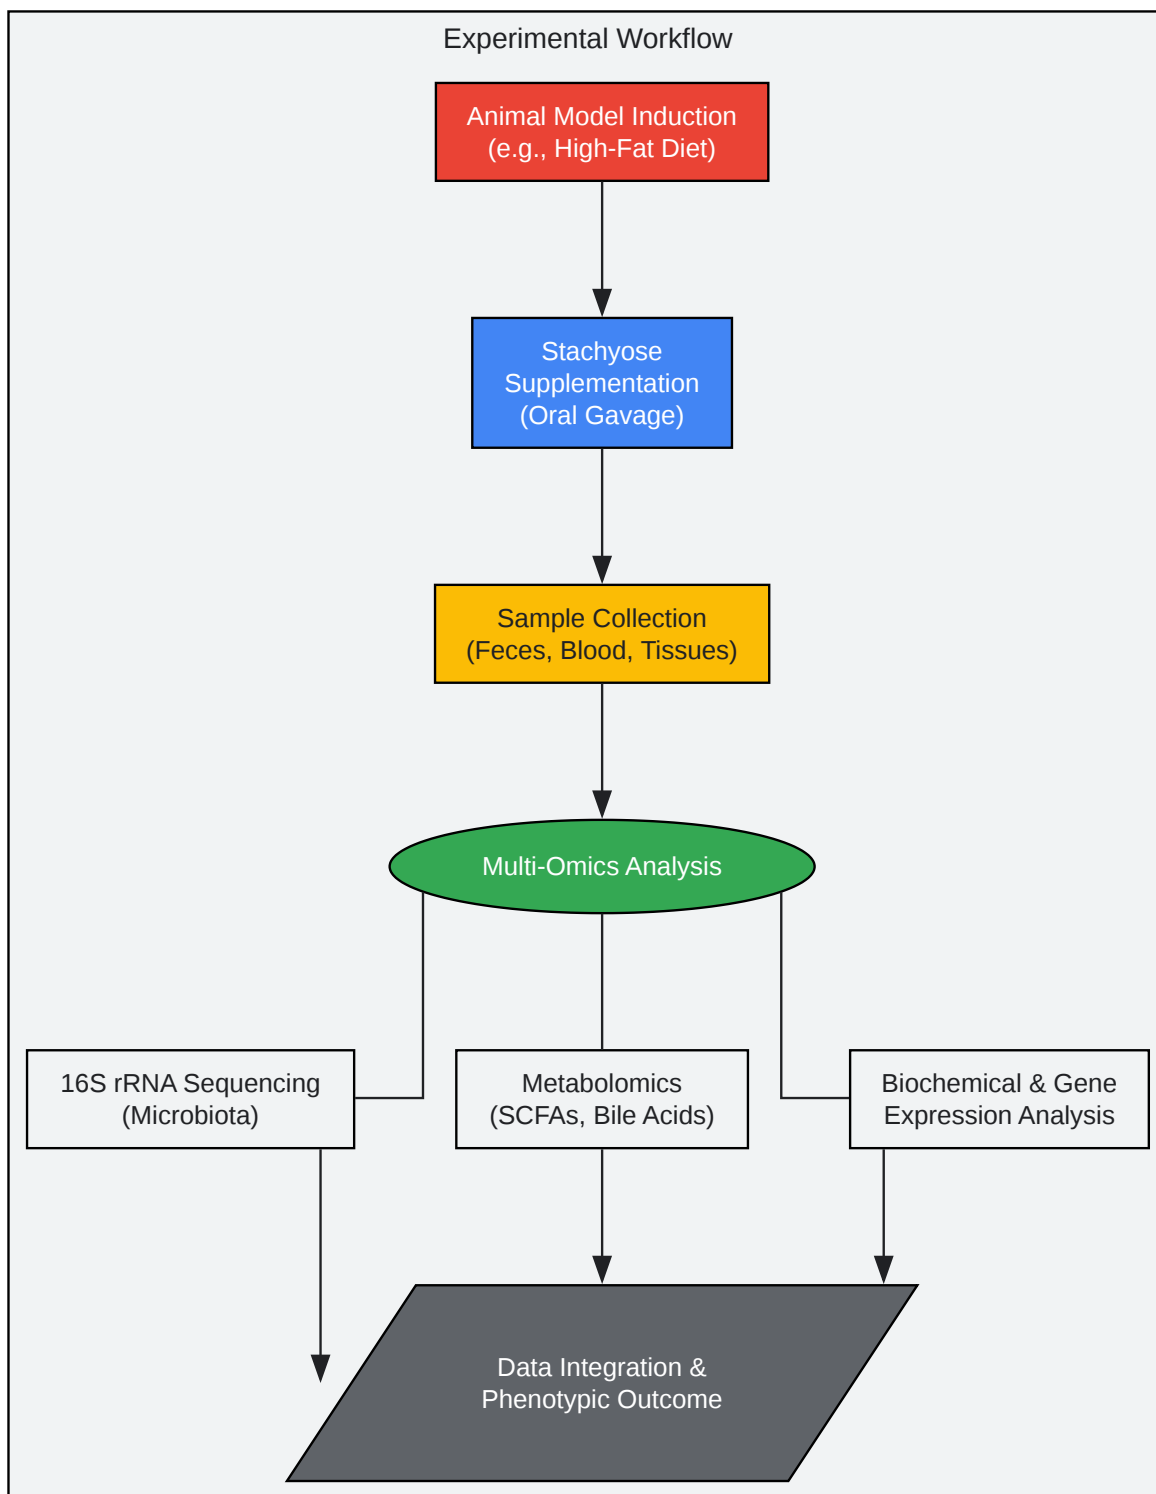 Experimental Workflow
Animal Model Induction
(e.g., High-Fat Diet)
Stachyose
Supplementation
(Oral Gavage)
Sample Collection
(Feces, Blood, Tissues)
Multi-Omics Analysis
16S rRNA Sequencing
(Microbiota)
Metabolomics
(SCFAs, Bile Acids)
Biochemical & Gene
Expression Analysis
Data Integration &
Phenotypic Outcome